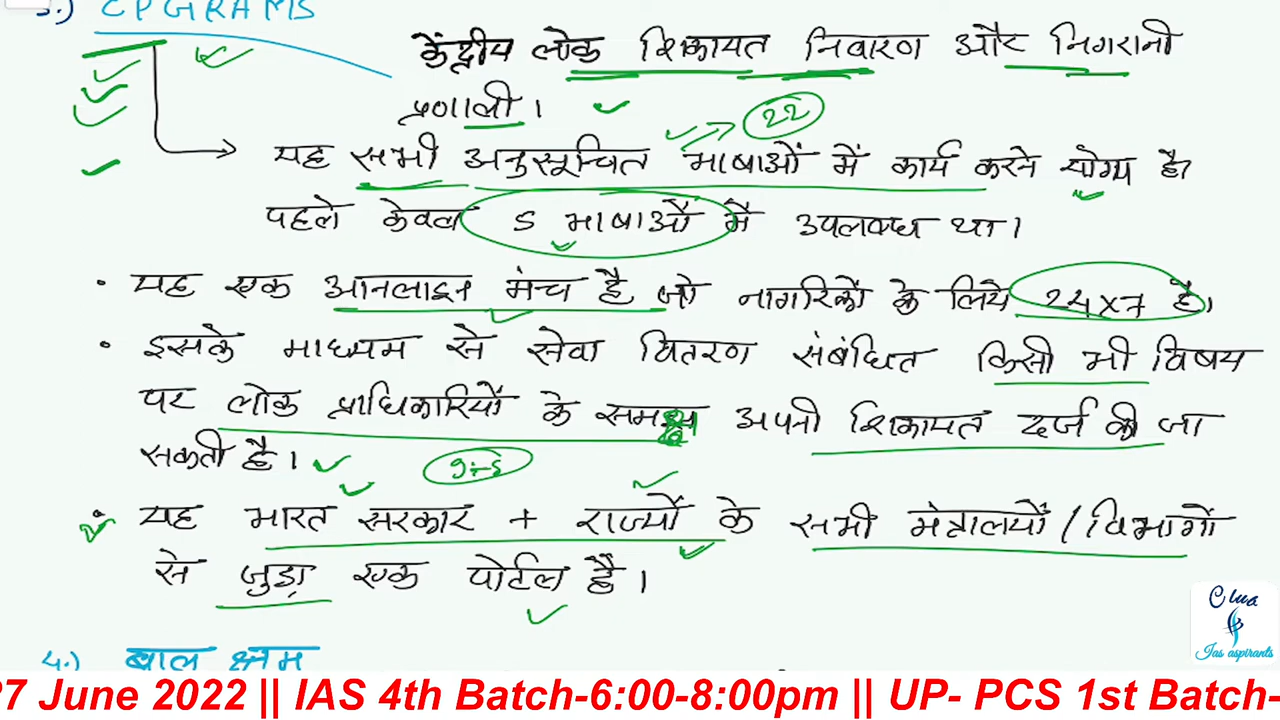 3.) CPGRAMS
केंद्रीय लोक शिकायत निवारण और निगरानी
प्रणाली।
22
यह सभी अनुसूचित भाषाओं में कार्य करने योग्य है।
पहले केवल 5 भाषाओं में उपलब्ध था।
• यह एक आनलाइन मंच है जो नागरिकों के लिये 24x7 है।
• इसके माध्यम से सेवा वितरण संबंधित किसी भी विषय
पर लोक प्राधिकारियों के समक्ष अपनी शिकायत दर्ज की जा
सकती है।
• यह भारत सरकार + राज्यों के सभी मंत्रालयों / विभागों
से जुड़ा एक पोर्टल है।
4.) बाल श्रम
Clue
Ias aspirants
27 June 2022 || IAS 4th Batch-6:00-8:00pm || UP- PCS 1st Batch-